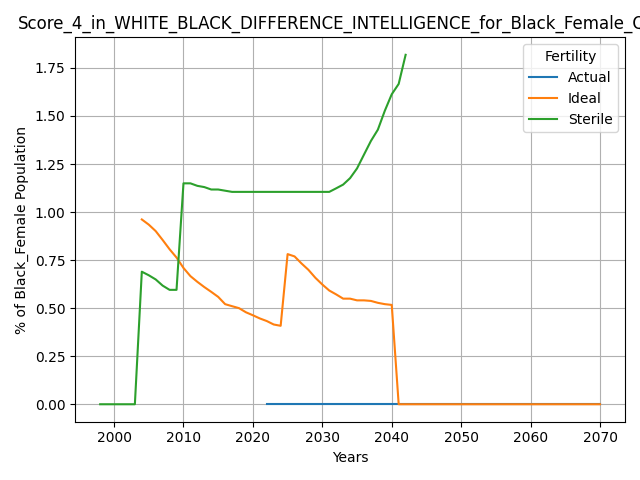 Score_4_in_WHITE_BLACK_DIFFERENCE_INTELLIGENCE_for_Black_Female_
Fertility
Actual
Ideal
Sterile
% of Black_Female Population
1.75
1.50
1.25
1.00
0.75
0.50
0.25
0.00
2000 2010 2020 2030 2040 2050 2060 2070
Years